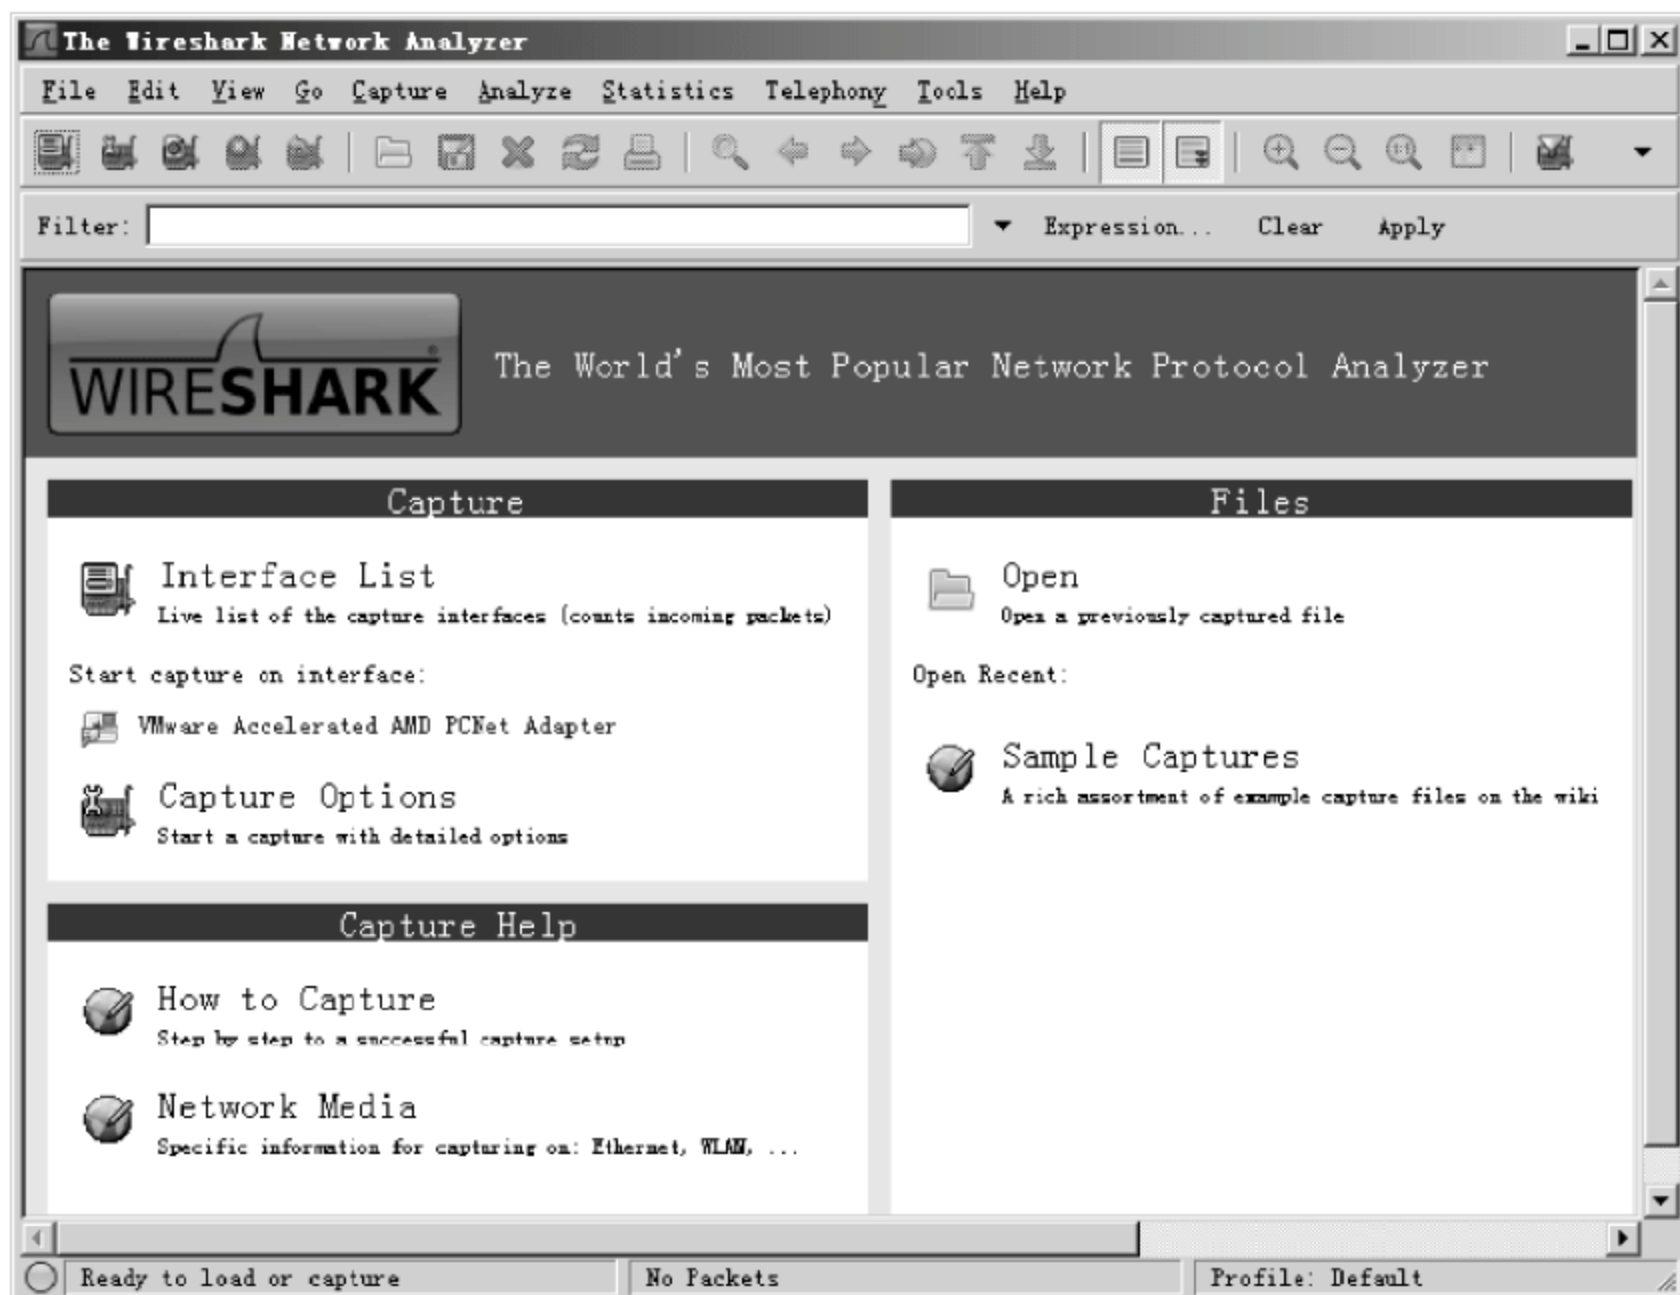 The Wireshark Network Analyzer
File Edit View Go Capture Analyze Statistics Telephony Tools Help
Filter: Expression... Clear Apply
WIRESHARK®
The World's Most Popular Network Protocol Analyzer
Capture
Interface List
Live list of the capture interfaces (counts incoming packets)
Start capture on interface:
VMware Accelerated AMD PCNet Adapter
Capture Options
Start a capture with detailed options
Capture Help
How to Capture
Step by step to a successful capture setup
Network Media
Specific information for capturing on: Ethernet, WLAN, ...
Files
Open
Open a previously captured file
Open Recent:
Sample Captures
A rich assortment of example capture files on the wiki
Ready to load or capture
No Packets
Profile: Default